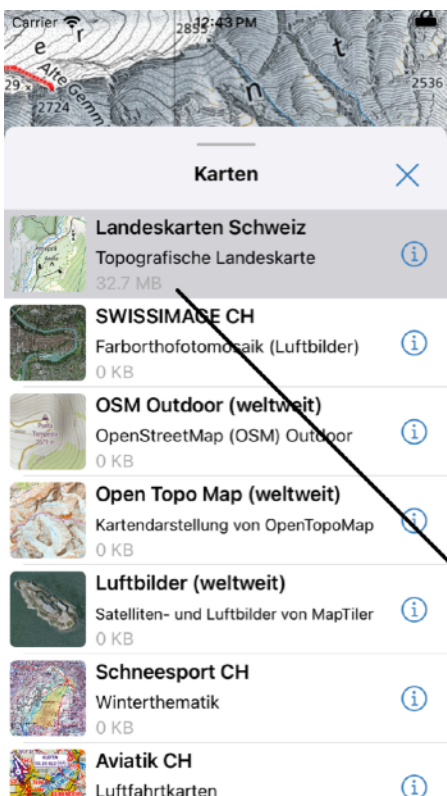 Carrier 12:43 PM
2855
e r
t
29
Alte Gemm
2536
n
2724
Karten
Landeskarten Schweiz
Topografische Landeskarte
32.7 MB
SWISSIMAGE CH
Farborthofotomosaik (Luftbilder)
0 KB
OSM Outdoor (weltweit)
OpenStreetMap (OSM) Outdoor
0 KB
Open Topo Map (weltweit)
Kartendarstellung von OpenTopoMap
0 KB
Luftbilder (weltweit)
Satelliten- und Luftbilder von MapTiler
0 KB
Schneesport CH
Winterthematik
0 KB
Aviatik CH
Luftfahrtkarten